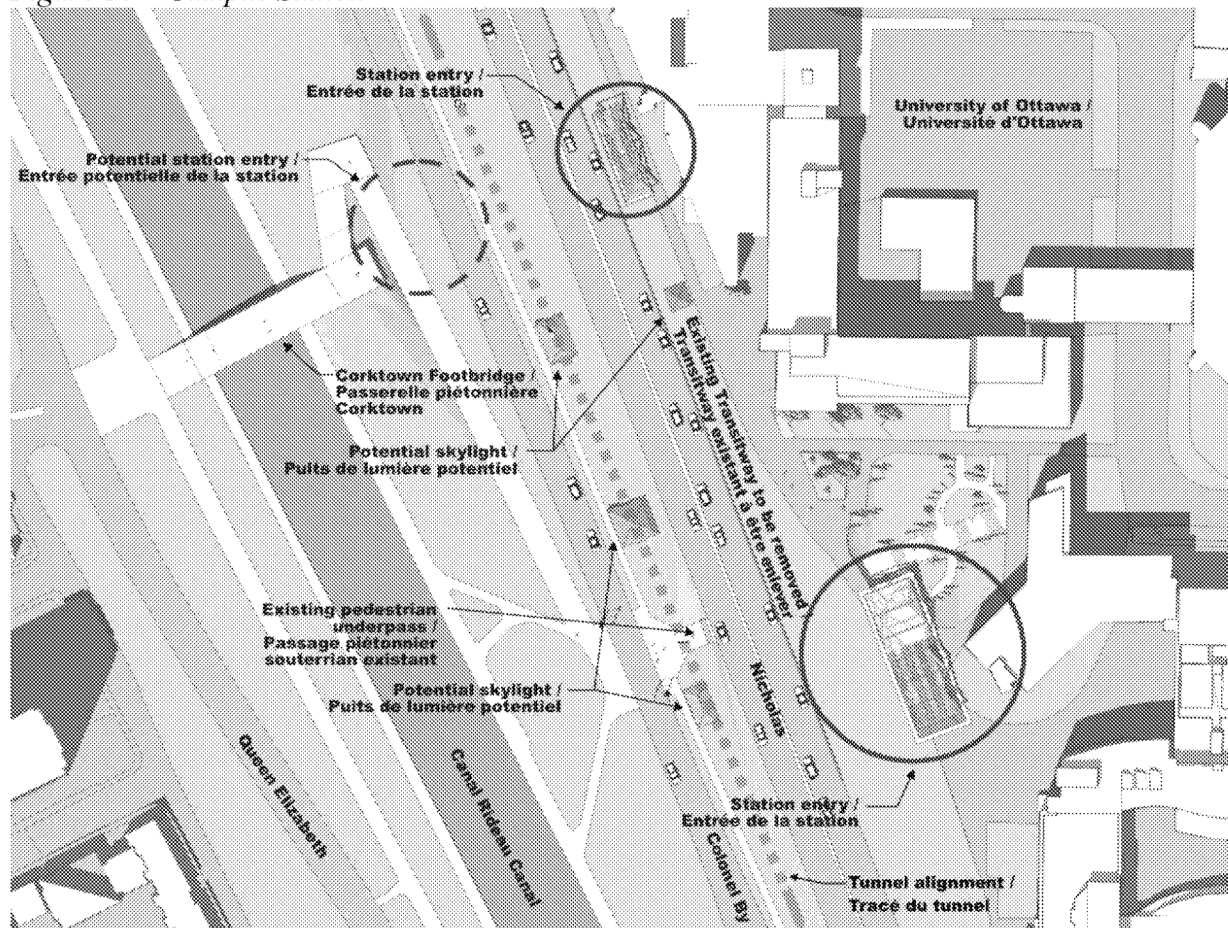 Station entry /
Entrée de la station
University of Ottawa /
Université d'Ottawa
Potential station entry /
Entrée potentielle de la station
Corktown Footbridge /
Passerelle piétonnière
Corktown
Potential skylight /
Puits de lumière potentiel
Existing Transitway to be removed
Transitway existant à être enlever
Existing pedestrian
underpass /
Passage piétonnier
souterrian existant
Potential skylight /
Puits de lumière potentiel
Nicholas
Queen Elizabeth
Canal Rideau Canal
Colonel By
Station entry /
Entrée de la station
Tunnel alignment /
Tracé du tunnel